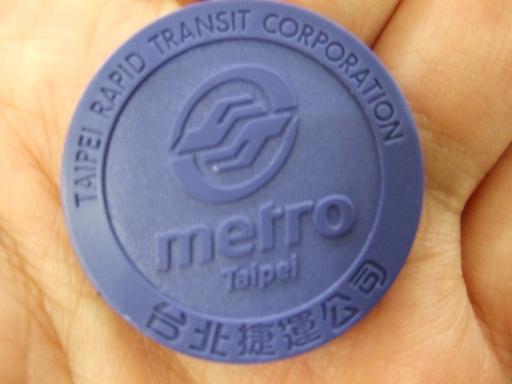 TAIPEI RAPID TRANSIT CORPORATION
metro
Taipei
台北捷運公司